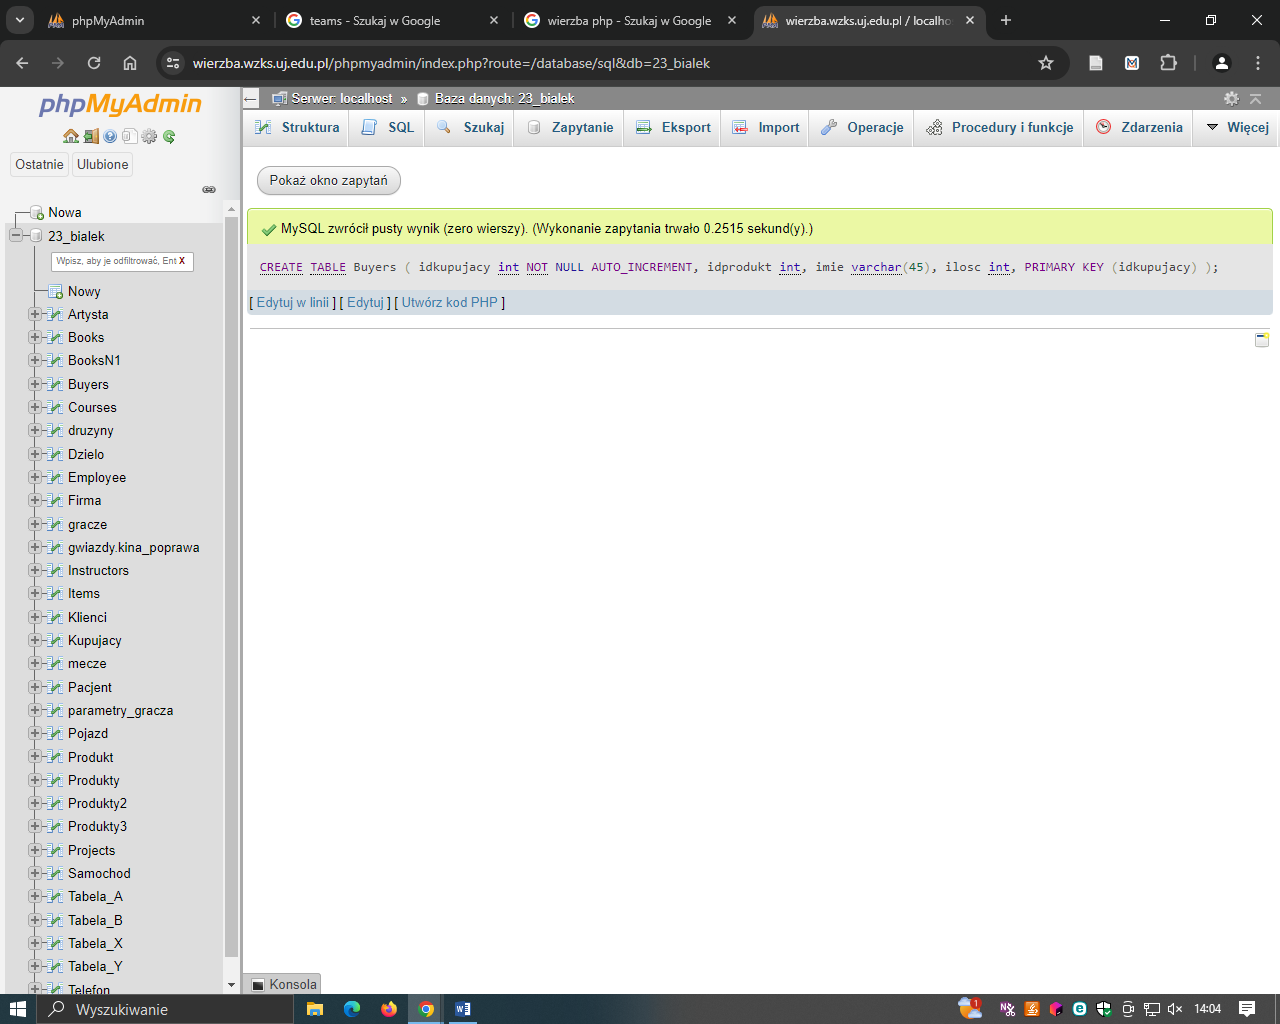 phpMyAdmin
teams - Szukaj w Google
wierzba php - Szukaj w Google
wierzba.wzks.uj.edu.pl / localho
wierzba.wzks.uj.edu.pl/phpmyadmin/index.php?route=/database/sql&db=23_bialek
phpMyAdmin
Ostatnie
Ulubione
Nowa
23_bialek
Wpisz, aby je odfiltrować, Ent X
Nowy
Artysta
Books
BooksN1
Buyers
Courses
druzyny
Dzielo
Employee
Firma
gracze
gwiazdy.kina_poprawa
Instructors
Items
Klienci
Kupujacy
mecze
Pacjent
parametry_gracza
Pojazd
Produkt
Produkty
Produkty2
Produkty3
Projects
Samochod
Tabela_A
Tabela_B
Tabela_X
Tabela_Y
Telefon
Serwer: localhost » Baza danych: 23_bialek
Struktura
SQL
Szukaj
Zapytanie
Eksport
Import
Operacje
Procedury i funkcje
Zdarzenia
Więcej
Pokaż okno zapytań
MySQL zwrócił pusty wynik (zero wierszy). (Wykonanie zapytania trwało 0.2515 sekund(y).)
CREATE TABLE Buyers ( idkupujacy int NOT NULL AUTO_INCREMENT, idprodukt int, imie varchar(45), ilosc int, PRIMARY KEY (idkupujacy) );
[ Edytuj w linii ] [ Edytuj ] [ Utwórz kod PHP ]
Konsola
Wyszukiwanie
1
14:04